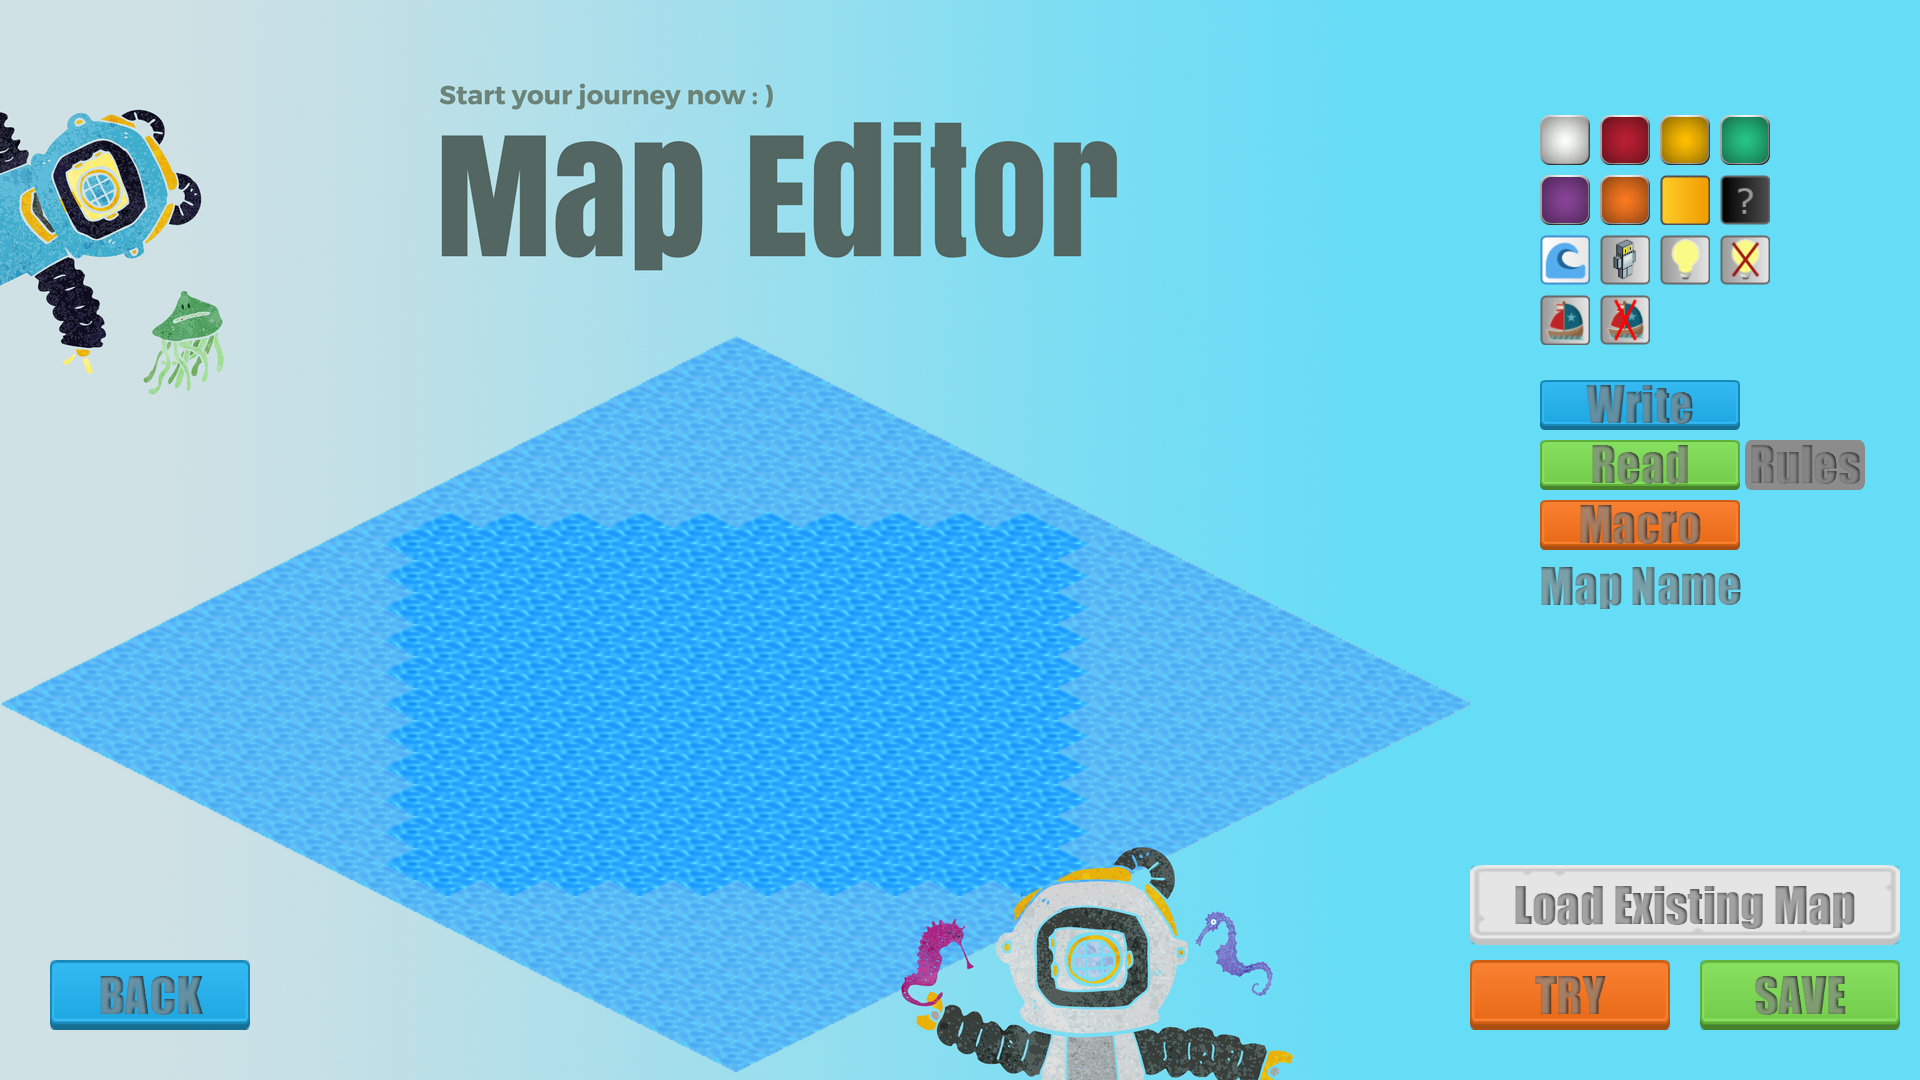 Start your journey now : )
Map Editor
?
Write
Read
Rules
Macro
Map Name
Load Existing Map
BACK
TRY
SAVE